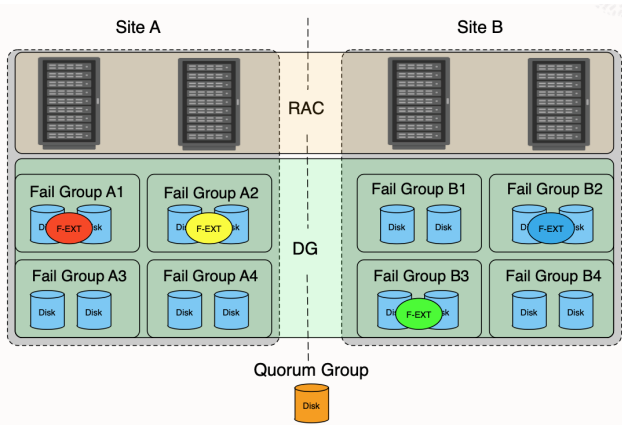 Site A
Site B
RAC
Fail Group A1
Fail Group A2
Fail Group B1
Fail Group B2
F-EXT
F-EXT
Disk
Disk
F-EXT
DG
Fail Group A3
Fail Group A4
Fail Group B3
Fail Group B4
Disk
Disk
Disk
Disk
F-EXT
Disk
Disk
Quorum Group
Disk